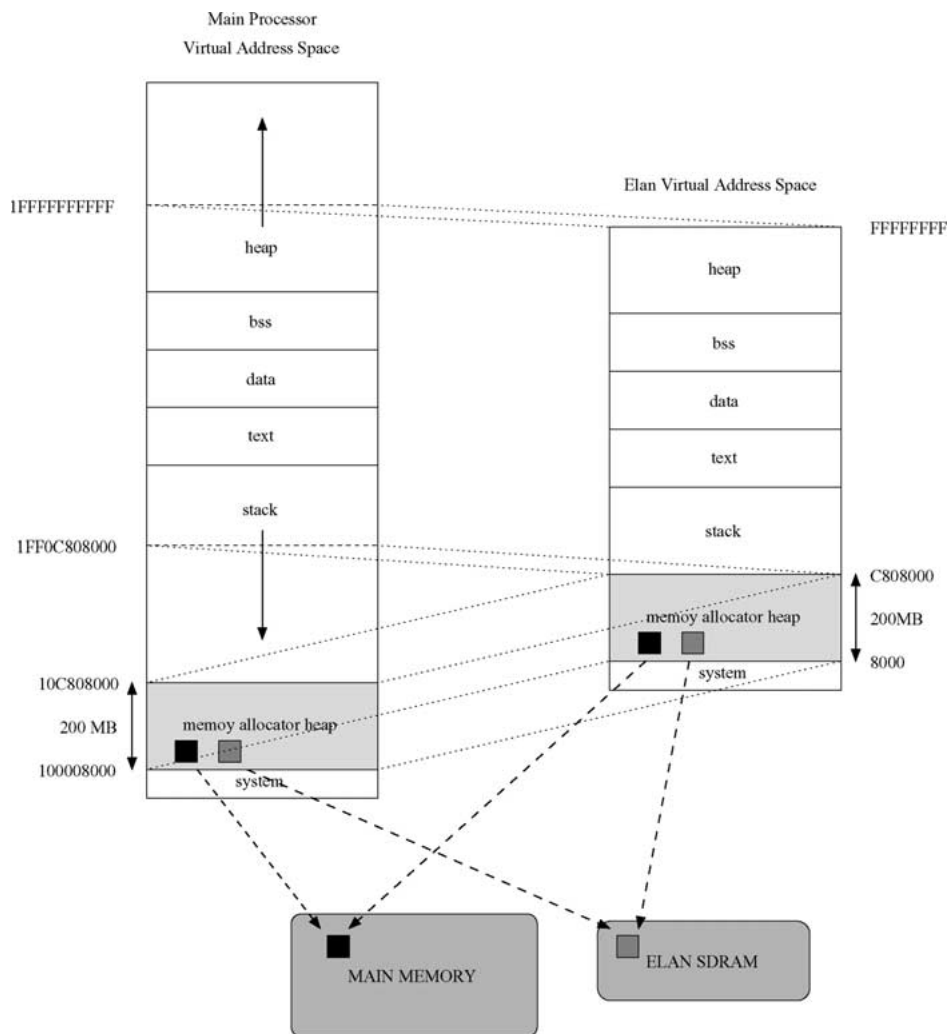 Main Processor
Virtual Address Space
Elan Virtual Address Space
1FFFFFFFFFF
FFFFFFFF
heap
heap
bss
bss
data
data
text
text
stack
stack
1FF0C808000
C808000
memoy allocator heap
200MB
8000
system
10C808000
200 MB
memoy allocator heap
100008000
system
MAIN MEMORY
ELAN SDRAM